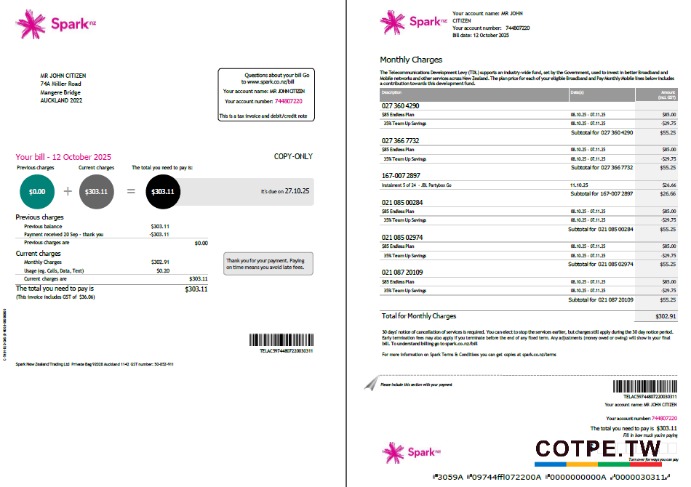 Spark nz
MR JOHN CITIZEN
74A Hillier Road
Mangere Bridge
AUCKLAND 2022
Questions about your bill Go
to www.spark.co.nz/bill
Your account name: MR JOHN CITIZEN
Your account number: 744807220
This is a tax invoice and debit/credit note
Your bill - 12 October 2025
COPY-ONLY
Previous charges Current charges The total you need to pay is:
$0.00 + $303.11 = $303.11
It's due on 27.10.25
Previous charges
Previous balance $303.11
Payment received 20 Sep - thank you -$303.11
Previous charges are $0.00
Current charges
Monthly Charges $302.91
Usage (eg, Calls, Data, Text) $0.20
Current charges are $303.11
The total you need to pay is $303.11
(This invoice includes GST of
Thank you for your payment. Paying
on time means you avoid late fees.
TELAC59744807220030311
Spark New Zealand Trading Ltd Private Bag 92028 Auckland 1142 GST number:
Spark nz
Your account name: MR JOHN
CITIZEN
Your account number: 744807220
Bill date: 12 October 2025
Monthly Charges
The Telecommunications Development Levy (TDL) supports an industry-wide fund, set by the Government, used to invest in better Broadband and
Mobile networks and other services across New Zealand. The plan price for each of your eligible Broadband and Pay Monthly Mobile lines below includes
a contribution towards this development fund.
Description Date(s) Amount
(incl. GST)
027 360 4290
$85 Endless Plan 08.10.25 - 07.11.25 $85.00
35% Team Up Savings 08.10.25 - 07.11.25 -$29.75
Subtotal for 027 360 4290 $55.25
027 366 7732
$85 Endless Plan 08.10.25 - 07.11.25 $85.00
35% Team Up Savings 08.10.25 - 07.11.25 -$29.75
Subtotal for 027 366 7732 $55.25
167-007 2897
Instalment 5 of 24 - JBL Partybox Go 11.10.25 $26.66
Subtotal for 167-007 2897 $26.66
021 085 00284
$85 Endless Plan 08.10.25 - 07.11.25 $85.00
35% Team Up Savings 08.10.25 - 07.11.25 -$29.75
Subtotal for 021 085 00284 $55.25
021 085 02974
$85 Endless Plan 08.10.25 - 07.11.25 $85.00
35% Team Up Savings 08.10.25 - 07.11.25 -$29.75
Subtotal for 021 085 02974 $55.25
021 087 20109
$85 Endless Plan 08.10.25 - 07.11.25 $85.00
35% Team Up Savings 08.10.25 - 07.11.25 -$29.75
Subtotal for 021 087 20109 $55.25
Total for Monthly Charges $302.91
30 days' notice of cancellation of services is required. You can elect to stop the services earlier, but charges still apply during the 30 day notice period.
Early termination fees may also apply if you terminate before the end of any fixed term. Any adjustments (money owed or owing) will show in your final
bill. To understand billing go to spark.co.nz/bill
For more information on Spark Terms & Conditions you can get copies at spark.co.nz/terms
Please include this section with your payment
TELAC59744807220030311
Your account name: MR JOHN CITIZEN
Your account number: 744807220
The total you need to pay is $303.11
Fill in how much you're paying
Spark nz
COTPE.TW
Turn over for ways you can pay